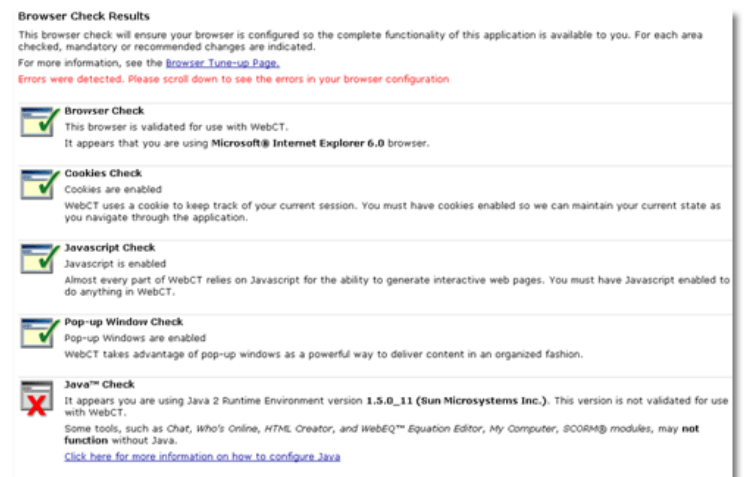 Browser Check Results
This browser check will ensure your browser is configured so the complete functionality of this application is available to you. For each area
checked, mandatory or recommended changes are indicated.
For more information, see the Browser Tune-up Page.
Errors were detected. Please scroll down to see the errors in your browser configuration
Browser Check
This browser is validated for use with WebCT.
It appears that you are using Microsoft® Internet Explorer 6.0 browser.
Cookies Check
Cookies are enabled
WebCT uses a cookie to keep track of your current session. You must have cookies enabled so we can maintain your current state as
you navigate through the application.
Javascript Check
Javascript is enabled
Almost every part of WebCT relies on Javascript for the ability to generate interactive web pages. You must have Javascript enabled to
do anything in WebCT.
Pop-up Window Check
Pop-up Windows are enabled
WebCT takes advantage of pop-up windows as a powerful way to deliver content in an organized fashion.
Java™ Check
It appears you are using Java 2 Runtime Environment version 1.5.0_11 (Sun Microsystems Inc.). This version is not validated for use
with WebCT.
Some tools, such as Chat, Who's Online, HTML Creator, and WebEQ™ Equation Editor, My Computer, SCORM® modules, may not
function without Java.
Click here for more information on how to configure Java